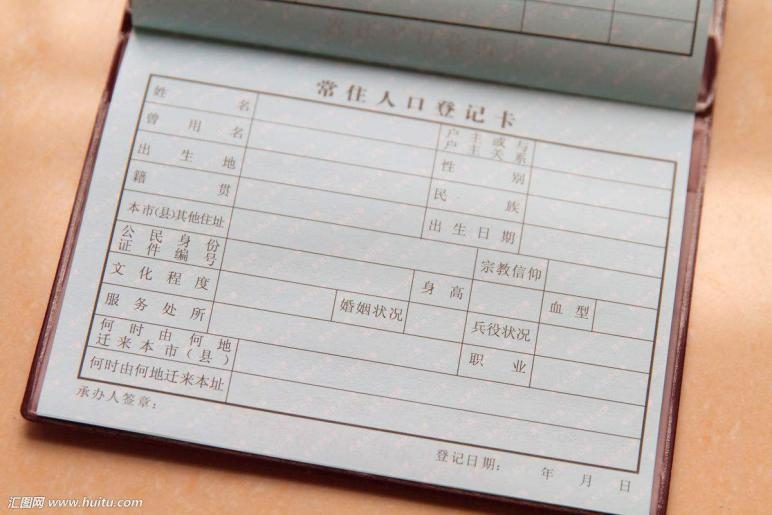 常住人口登记卡
姓名 户主或与户主关系
曾用名 性别
出生地 民族
籍贯 出生日期
本市(县)其他住址 宗教信仰
公民身份证件编号 身高 血型
文化程度 婚姻状况 兵役状况
服务处所 职业
何时由何地迁来本市(县)
何时由何地迁来本址
承办人签章: 登记日期: 年 月 日
汇图网 www.huitu.com